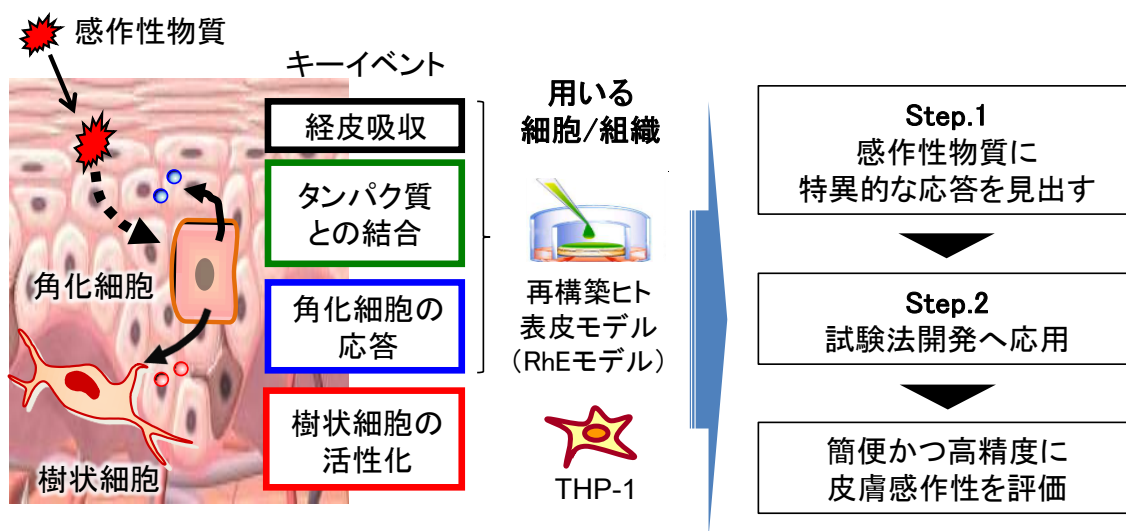 感作性物質
キーイベント
経皮吸収
タンパク質
との結合
角化細胞の
応答
樹状細胞の
活性化
角化細胞
樹状細胞
用いる
細胞/組織
再構築ヒト
表皮モデル
（RhEモデル）
THP-1
Step.1
感作性物質に
特異的な応答を見出す
Step.2
試験法開発へ応用
簡便かつ高精度に
皮膚感作性を評価